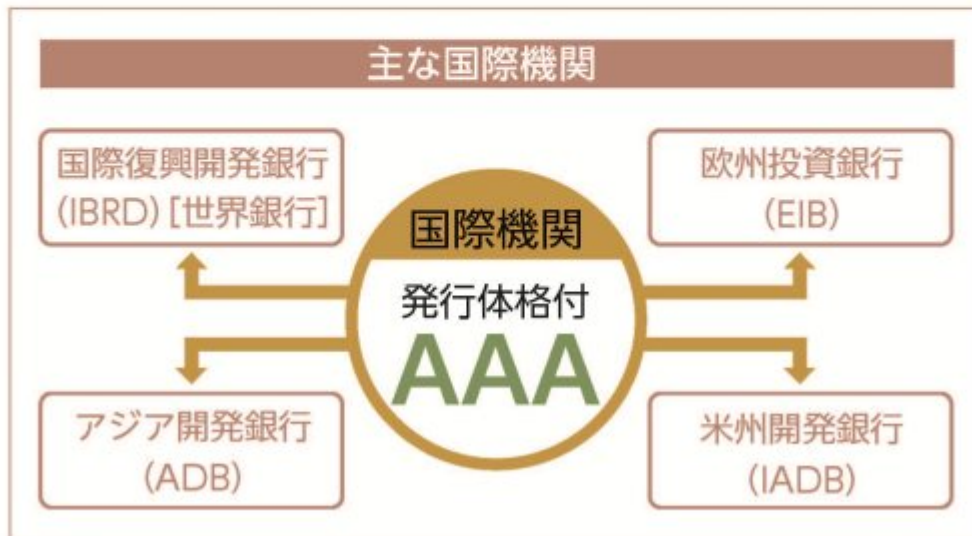 主な国際機関
国際復興開発銀行
(IBRD)[世界銀行]
欧州投資銀行
(EIB)
国際機関
発行体格付
AAA
アジア開発銀行
(ADB)
米州開発銀行
(IADB)